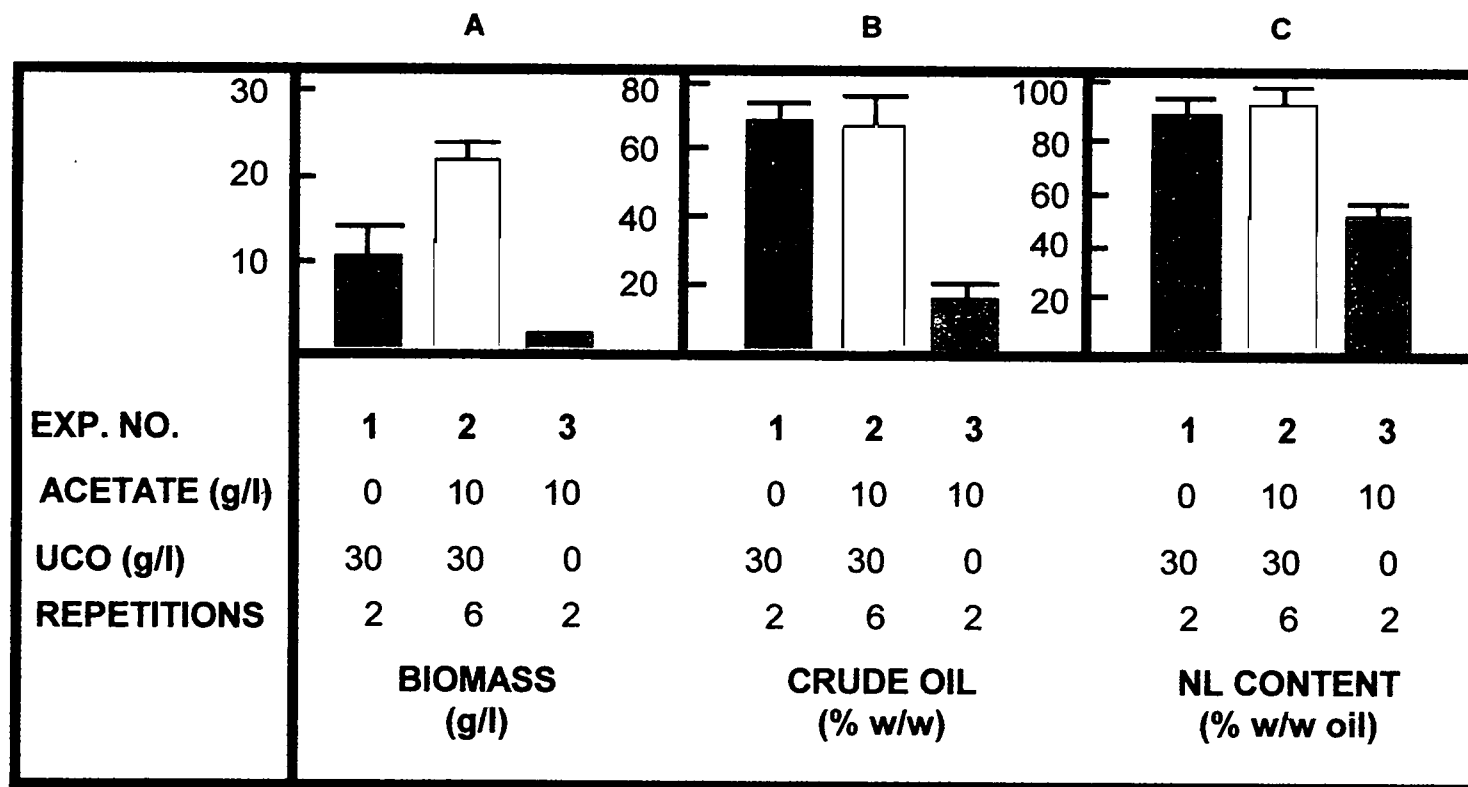 A B C
30 80 100
20 60 80
10 40 60
20 40
20
EXP. NO. 1 2 3 1 2 3 1 2 3
ACETATE (g/l) 0 10 10 0 10 10 0 10 10
UCO (g/l) 30 30 0 30 30 0 30 30 0
REPETITIONS 2 6 2 2 6 2 2 6 2
BIOMASS CRUDE OIL NL CONTENT
(g/l) (% w/w) (% w/w oil)